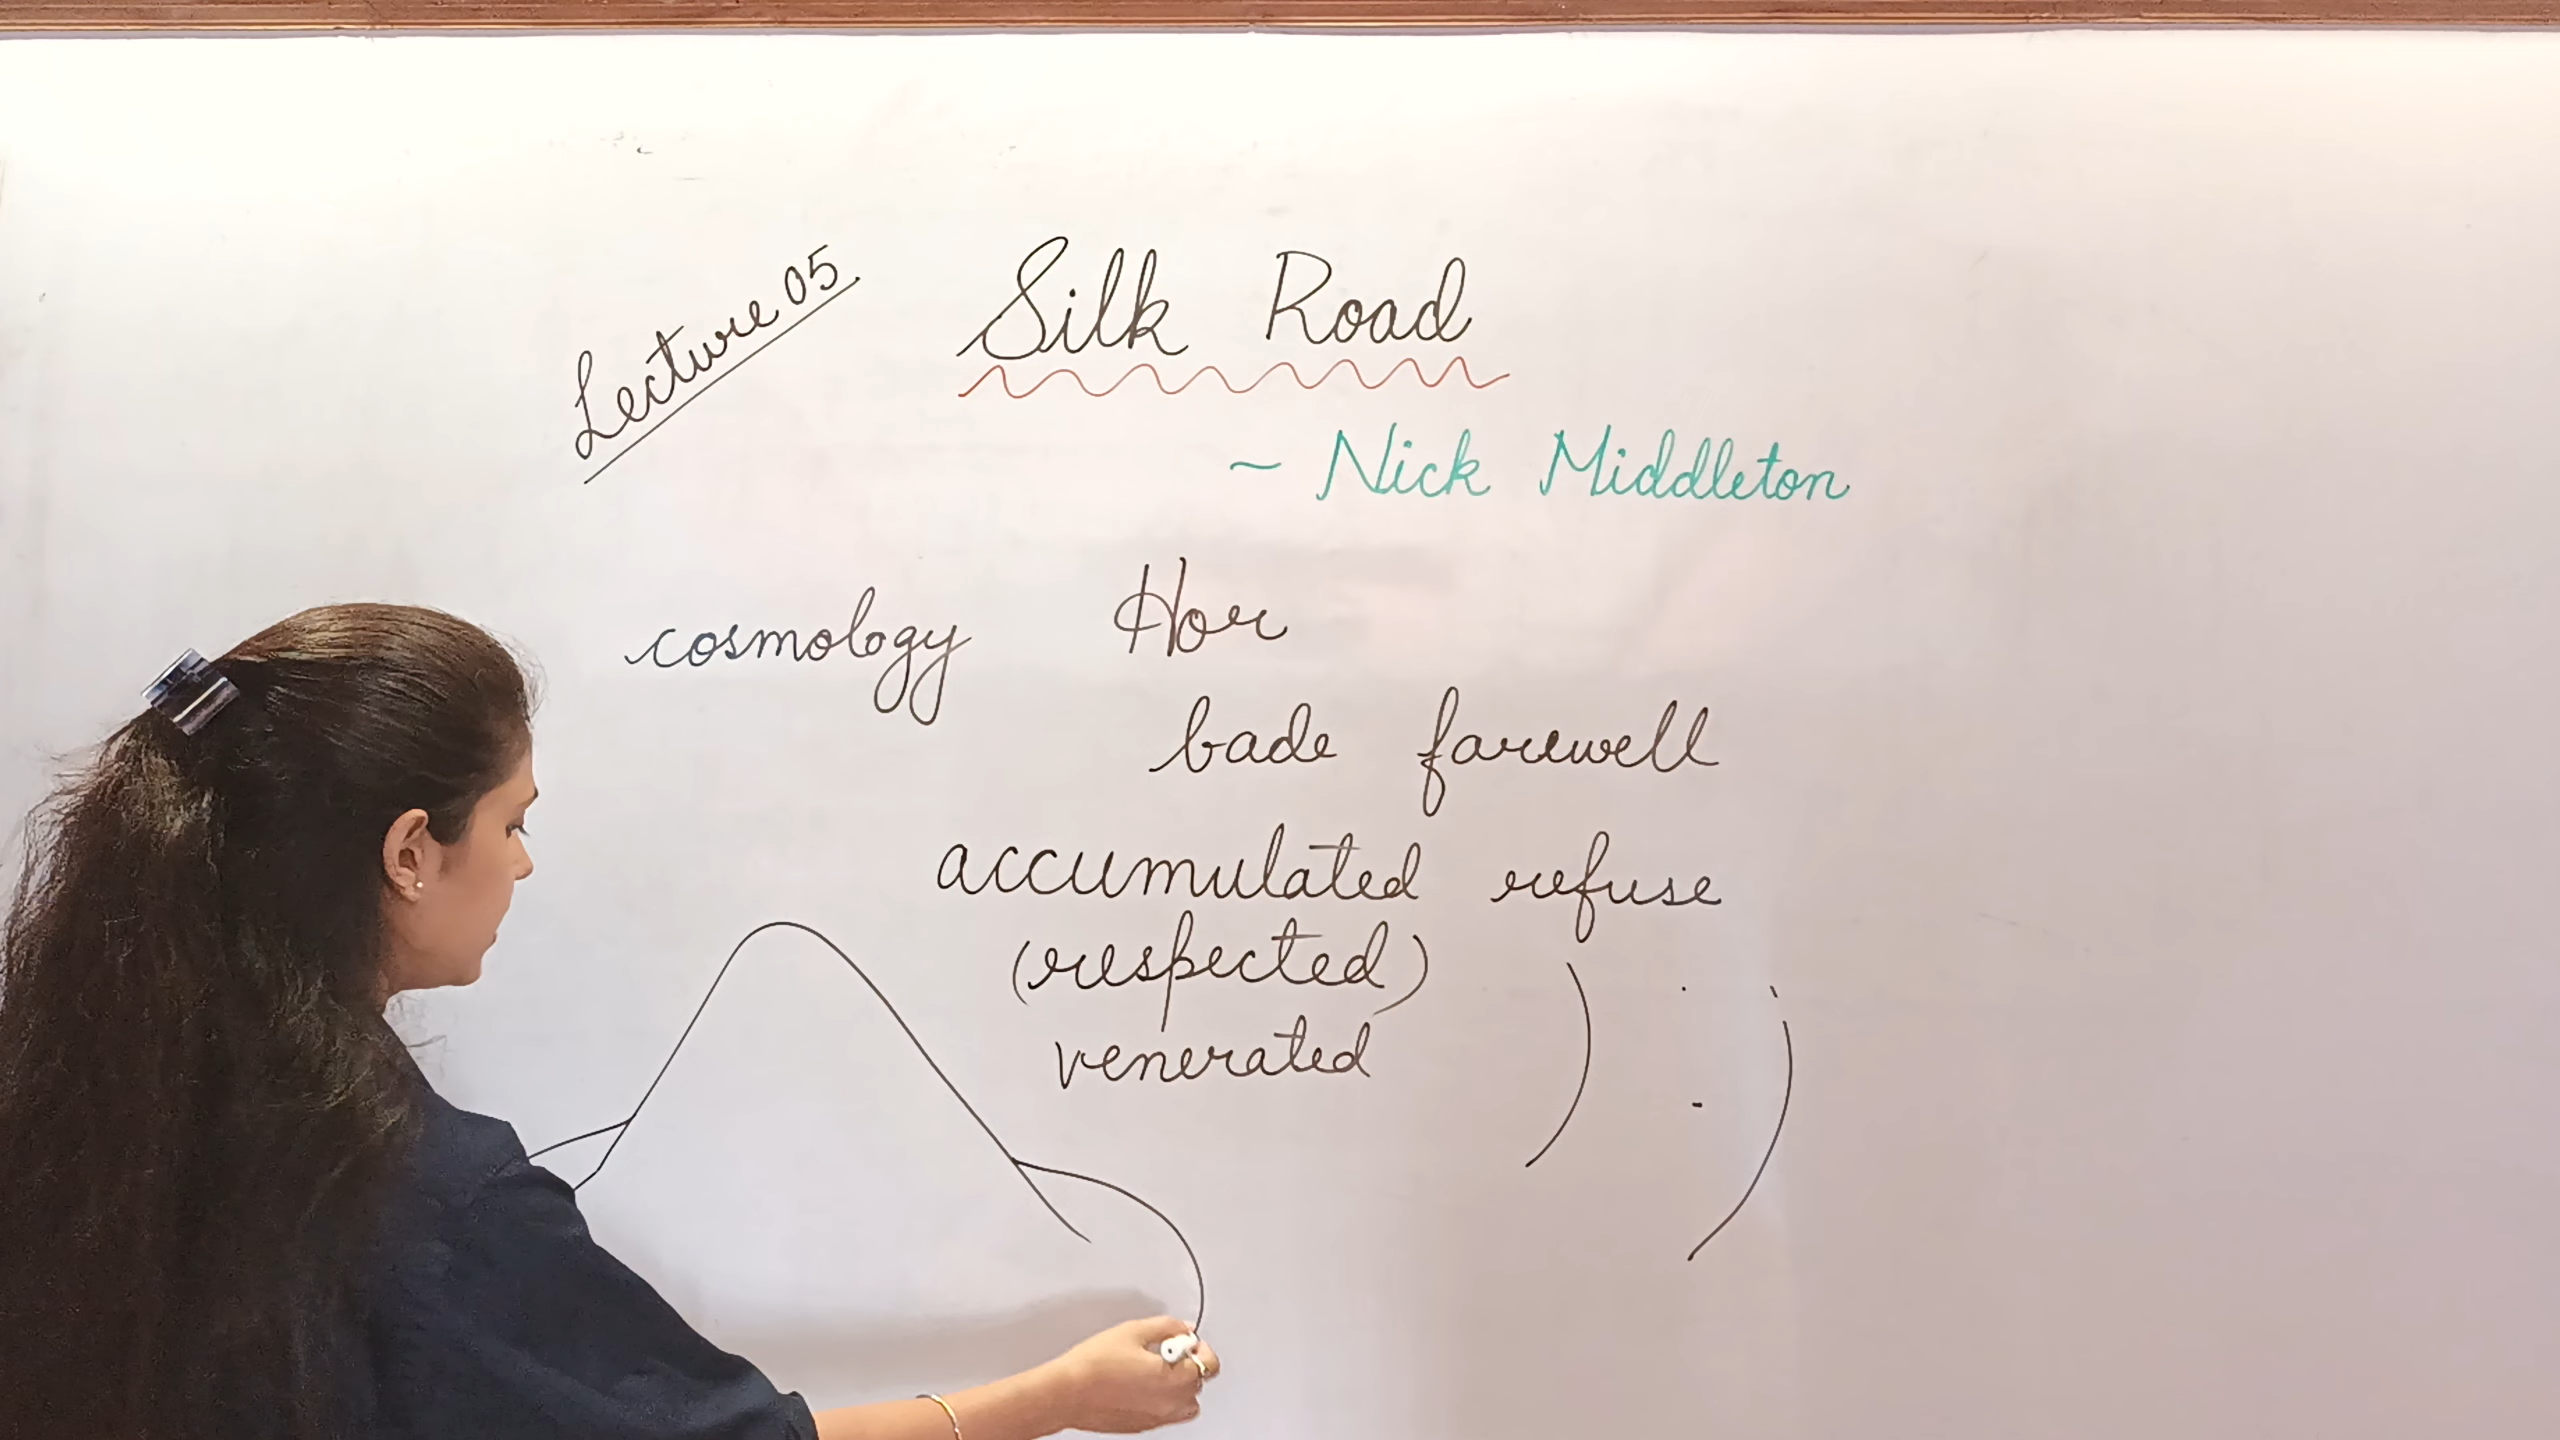 Lecture 05
Silk Road
~ Nick Middleton
cosmology Hor
bade farewell
accumulated refuse
(respected)
venerated